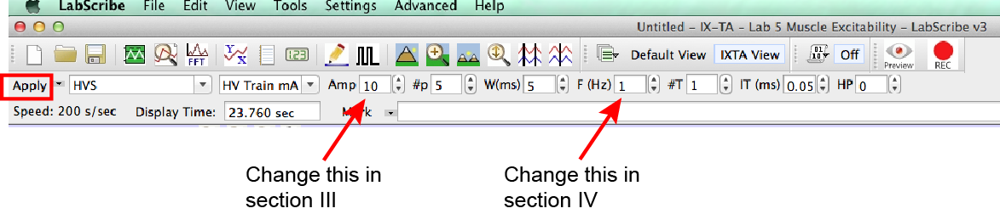 LabScribe File Edit View Tools Settings Advanced Help
Untitled – IX-TA – Lab 5 Muscle Excitability – LabScribe v3
FFT Y X 123 Default View IXTA View Off Preview REC
Apply HVS HV Train mA Amp 10 #p 5 W(ms) 5 F (Hz) 1 #T 1 IT (ms) 0.05 HP 0
Speed: 200 s/sec Display Time: 23.760 sec Mark
Change this in Change this in
section III section IV